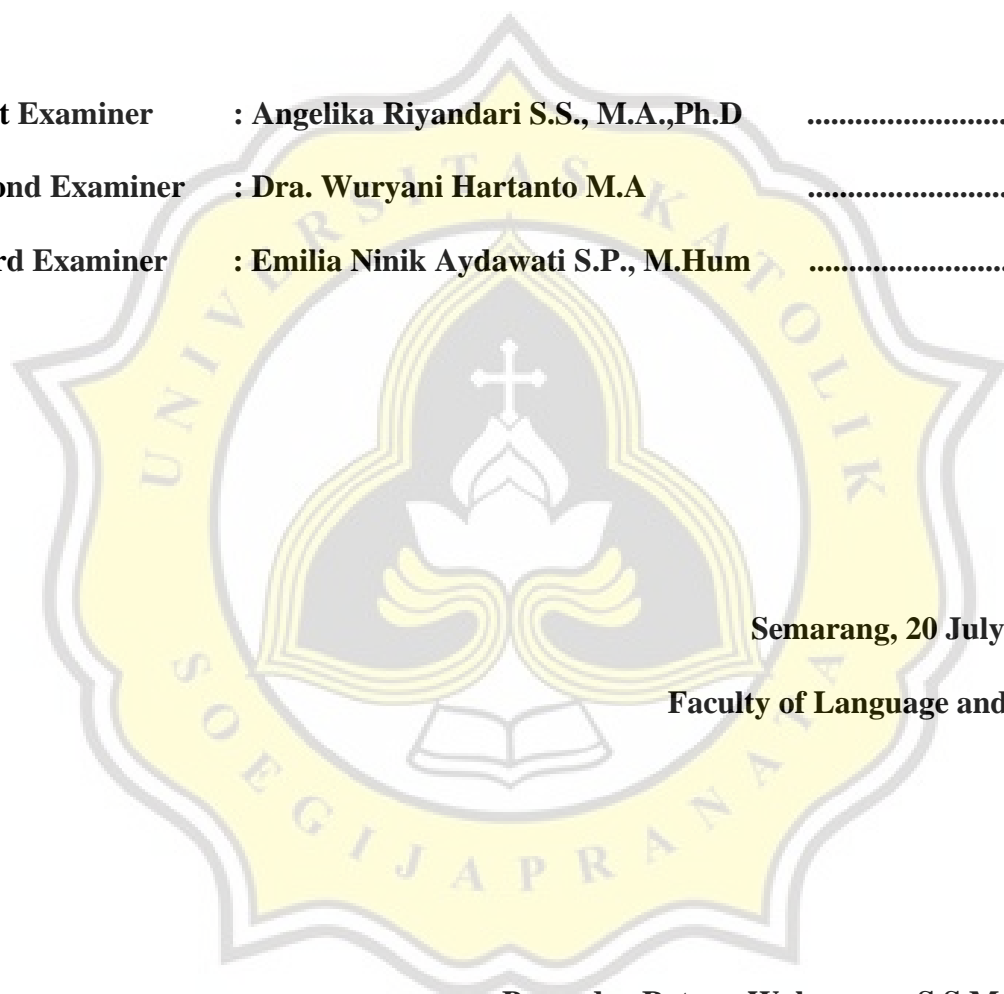 t Examiner : Angelika Riyandari S.S., M.A.,Ph.D ..........................
ond Examiner : Dra. Wuryani Hartanto M.A ..........................
rd Examiner : Emilia Ninik Aydawati S.P., M.Hum ..........................
UNIVERSITAS KATOLIK
Semarang, 20 July
Faculty of Language and
SOEGIJAPRANATA